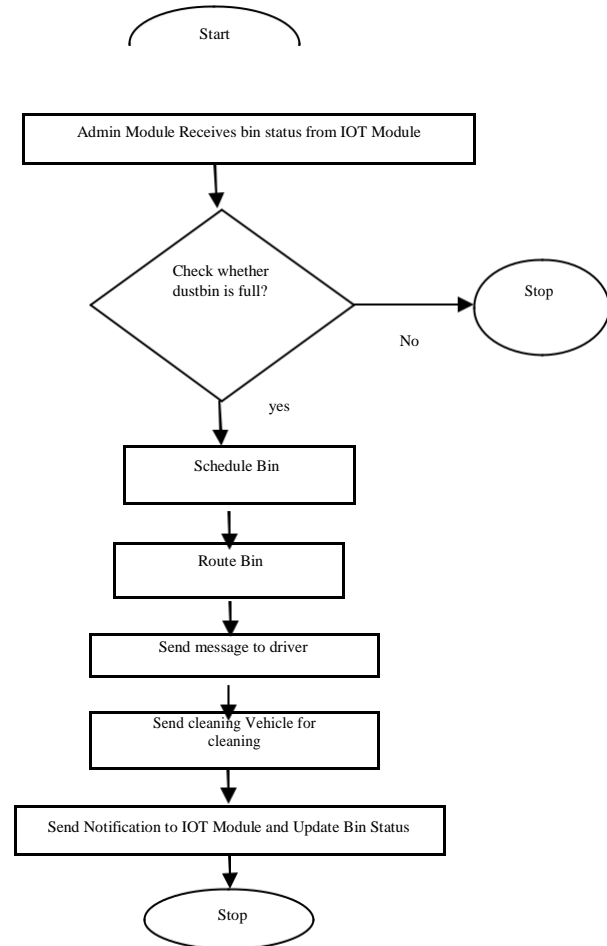 Start
Admin Module Receives bin status from IOT Module
Check whether
dustbin is full?
Stop
No
yes
Schedule Bin
Route Bin
Send message to driver
Send cleaning Vehicle for
cleaning
Send Notification to IOT Module and Update Bin Status
Stop